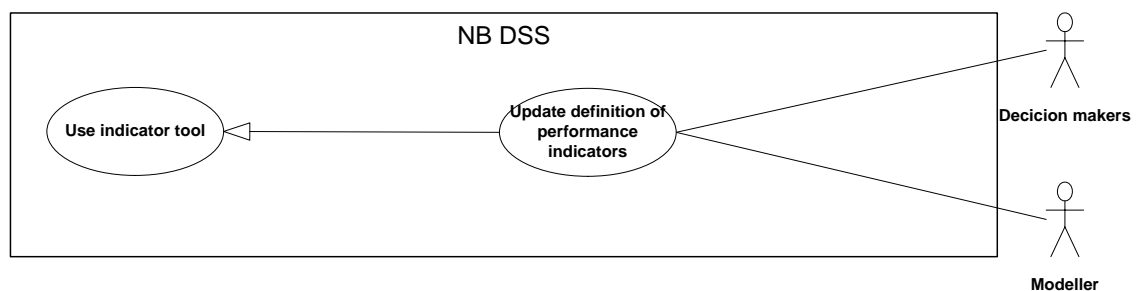 NB DSS
Use indicator tool
Update definition of
performance
indicators
Decicion makers
Modeller